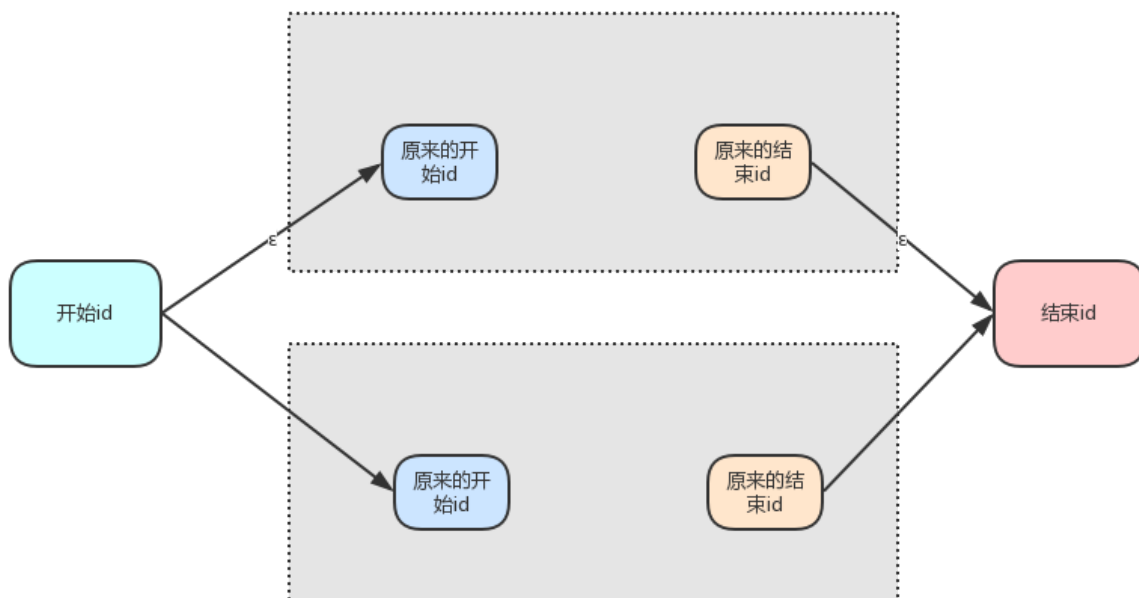 原来的开
始id
原来的结
束id
ε
ε
开始id
结束id
原来的开
始id
原来的结
束id